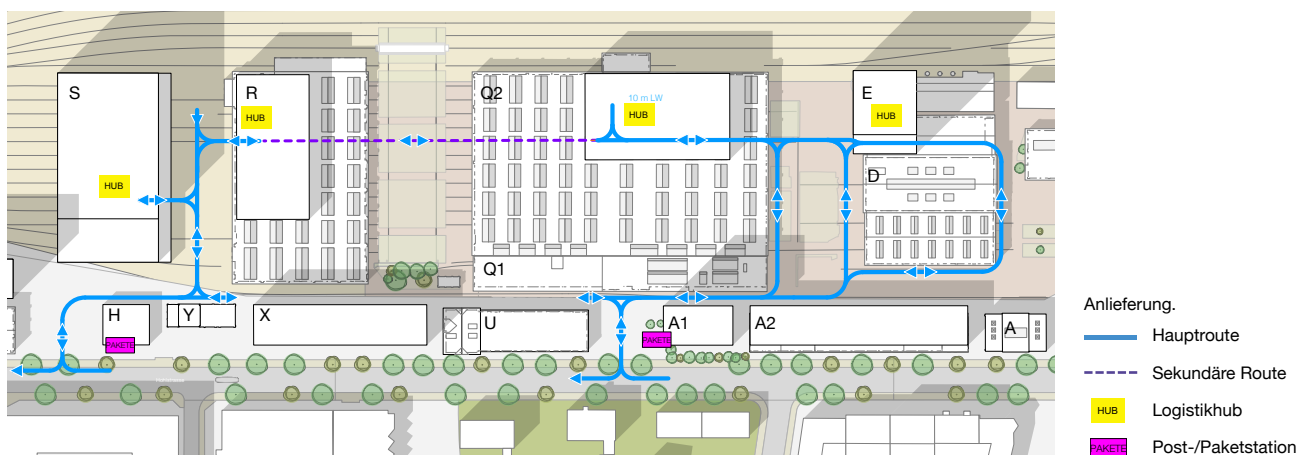 S
R
HUB
Q2
10 m LW
HUB
E
HUB
HUB
D
Q1
H
Y
X
U
A1
A2
A
PAKETE
PAKETE
Anlieferung.
Hauptroute
Sekundäre Route
HUB
Logistikhub
PAKETE
Post-/Paketstation